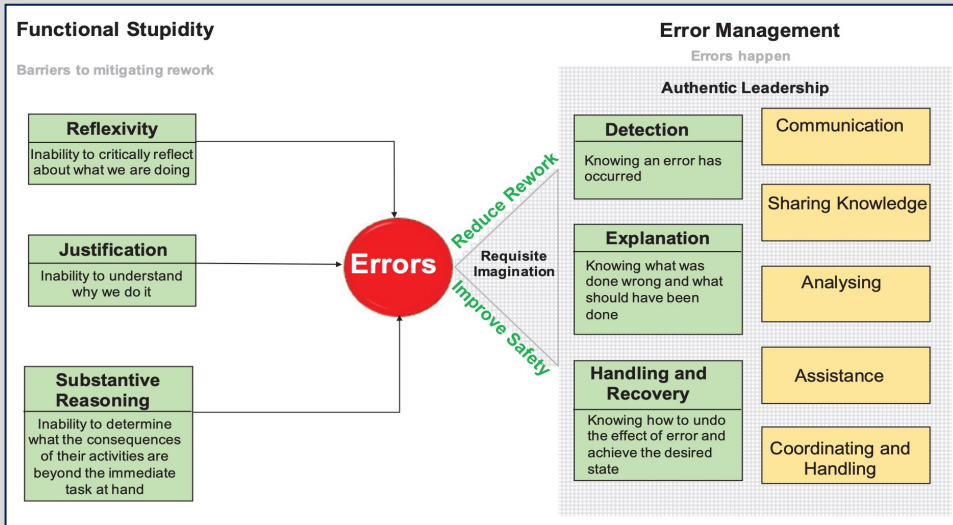 Functional Stupidity
Barriers to mitigating rework
Reflexivity
Inability to critically reflect
about what we are doing
Justification
Inability to understand
why we do it
Substantive
Reasoning
Inability to determine
what the consequences
of their activities are
beyond the immediate
task at hand
Errors
Reduce Rework
Requisite
Imagination
Improve Safety
Error Management
Errors happen
Authentic Leadership
Detection
Knowing an error has
occurred
Explanation
Knowing what was
done wrong and what
should have been
done
Handling and
Recovery
Knowing how to undo
the effect of error and
achieve the desired
state
Communication
Sharing Knowledge
Analysing
Assistance
Coordinating and
Handling